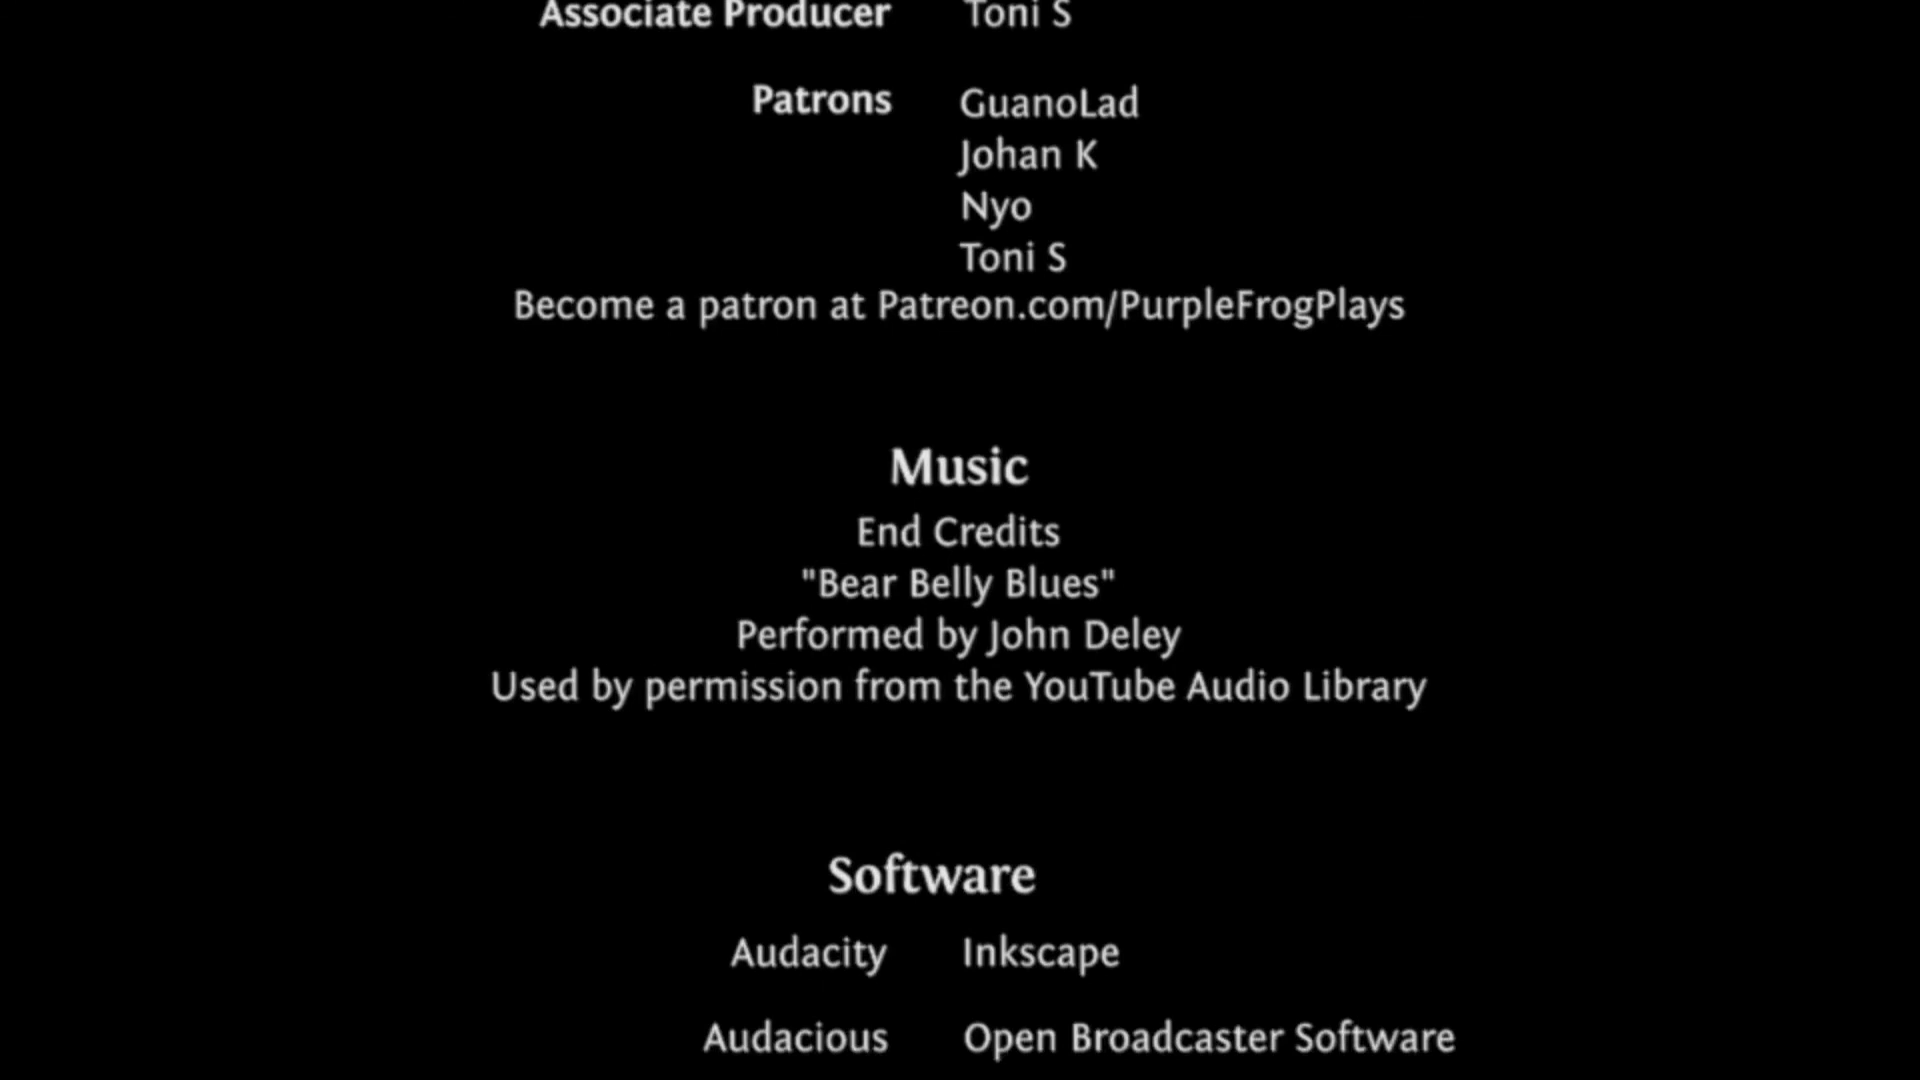 Associate Producer Toni S
Patrons GuanoLad
Johan K
Nyo
Toni S
Become a patron at Patreon.com/PurpleFrogPlays
Music
End Credits
"Bear Belly Blues"
Performed by John Deley
Used by permission from the YouTube Audio Library
Software
Audacity Inkscape
Audacious Open Broadcaster Software